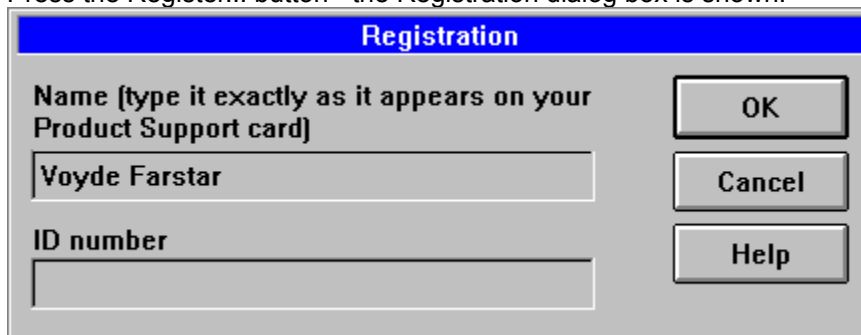 Press the Register... button - the Registration dialog box is shown.
Registration
Name (type it exactly as it appears on your
Product Support card)
Voyde Farstar
ID number
OK
Cancel
Help